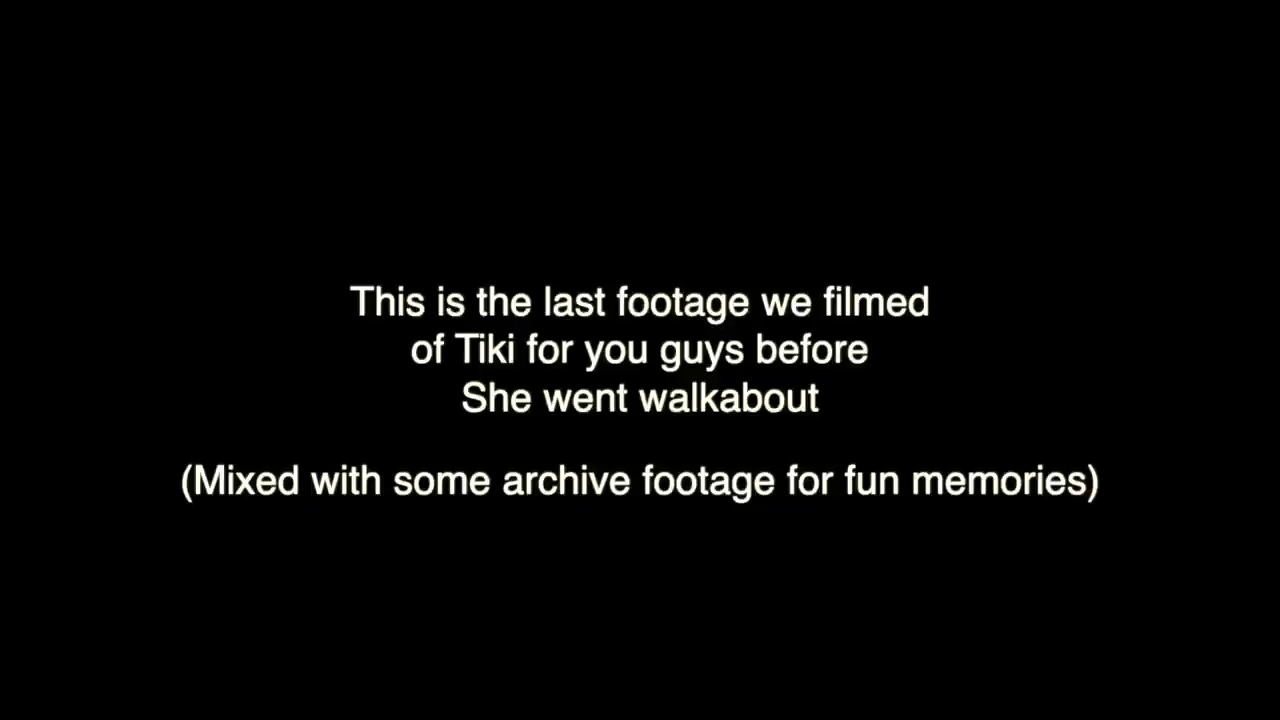 This is the last footage we filmed
of Tiki for you guys before
She went walkabout
(Mixed with some archive footage for fun memories)